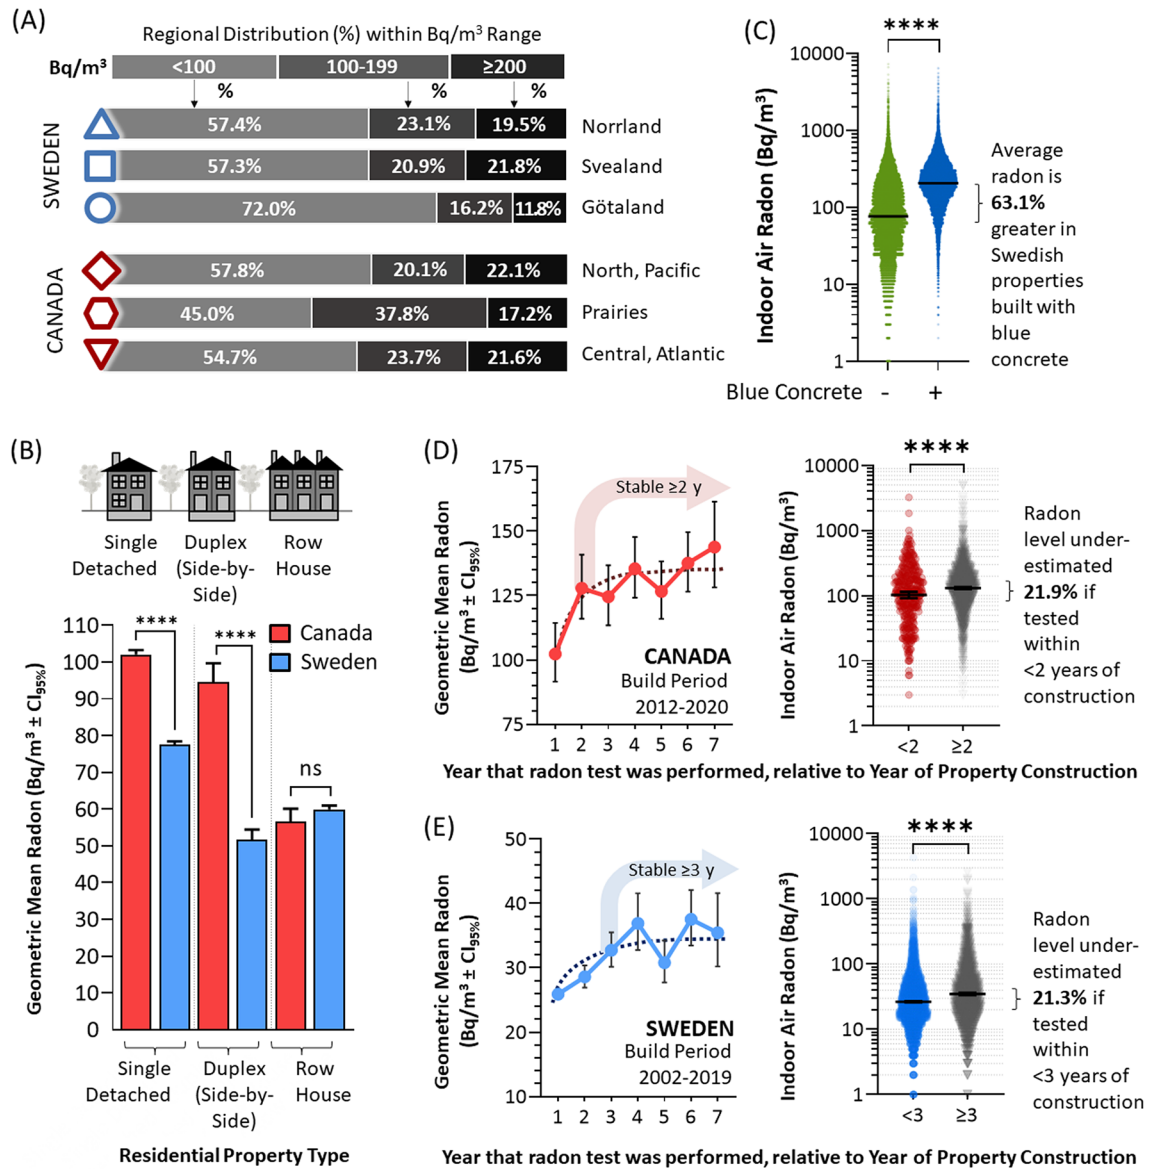 (A)
Regional Distribution (%) within Bq/m³ Range
Bq/m³ <100 100-199 ≥200
% % %
SWEDEN
57.4% 23.1% 19.5% Norrland
57.3% 20.9% 21.8% Svealand
72.0% 16.2% 11.8% Götaland
CANADA
57.8% 20.1% 22.1% North, Pacific
45.0% 37.8% 17.2% Prairies
54.7% 23.7% 21.6% Central, Atlantic
(B)
Single
Detached
Duplex
(Side-by-
Side)
Row
House
Geometric Mean Radon (Bq/m³ ± CI95%)
110
100
90
80
70
60
50
40
30
20
10
0
****
****
ns
Canada
Sweden
Single
Detached
Duplex
(Side-by-
Side)
Row
House
Residential Property Type
(C)
****
Indoor Air Radon (Bq/m³)
10000
1000
100
10
1
Blue Concrete - +
Average
radon is
63.1%
greater in
Swedish
properties
built with
blue
concrete
(D)
Geometric Mean Radon
(Bq/m³ ± CI95%)
175
150
125
100
75
Stable ≥2 y
CANADA
Build Period
2012-2020
1 2 3 4 5 6 7
****
Indoor Air Radon (Bq/m³)
10000
1000
100
10
1
<2 ≥2
Radon
level under-
estimated
21.9% if
tested
within
<2 years of
construction
Year that radon test was performed, relative to Year of Property Construction
(E)
Geometric Mean Radon
(Bq/m³ ± CI95%)
50
40
30
20
10
Stable ≥3 y
SWEDEN
Build Period
2002-2019
1 2 3 4 5 6 7
****
Indoor Air Radon (Bq/m³)
10000
1000
100
10
1
<3 ≥3
Radon
level under-
estimated
21.3% if
tested
within
<3 years of
construction
Year that radon test was performed, relative to Year of Property Construction